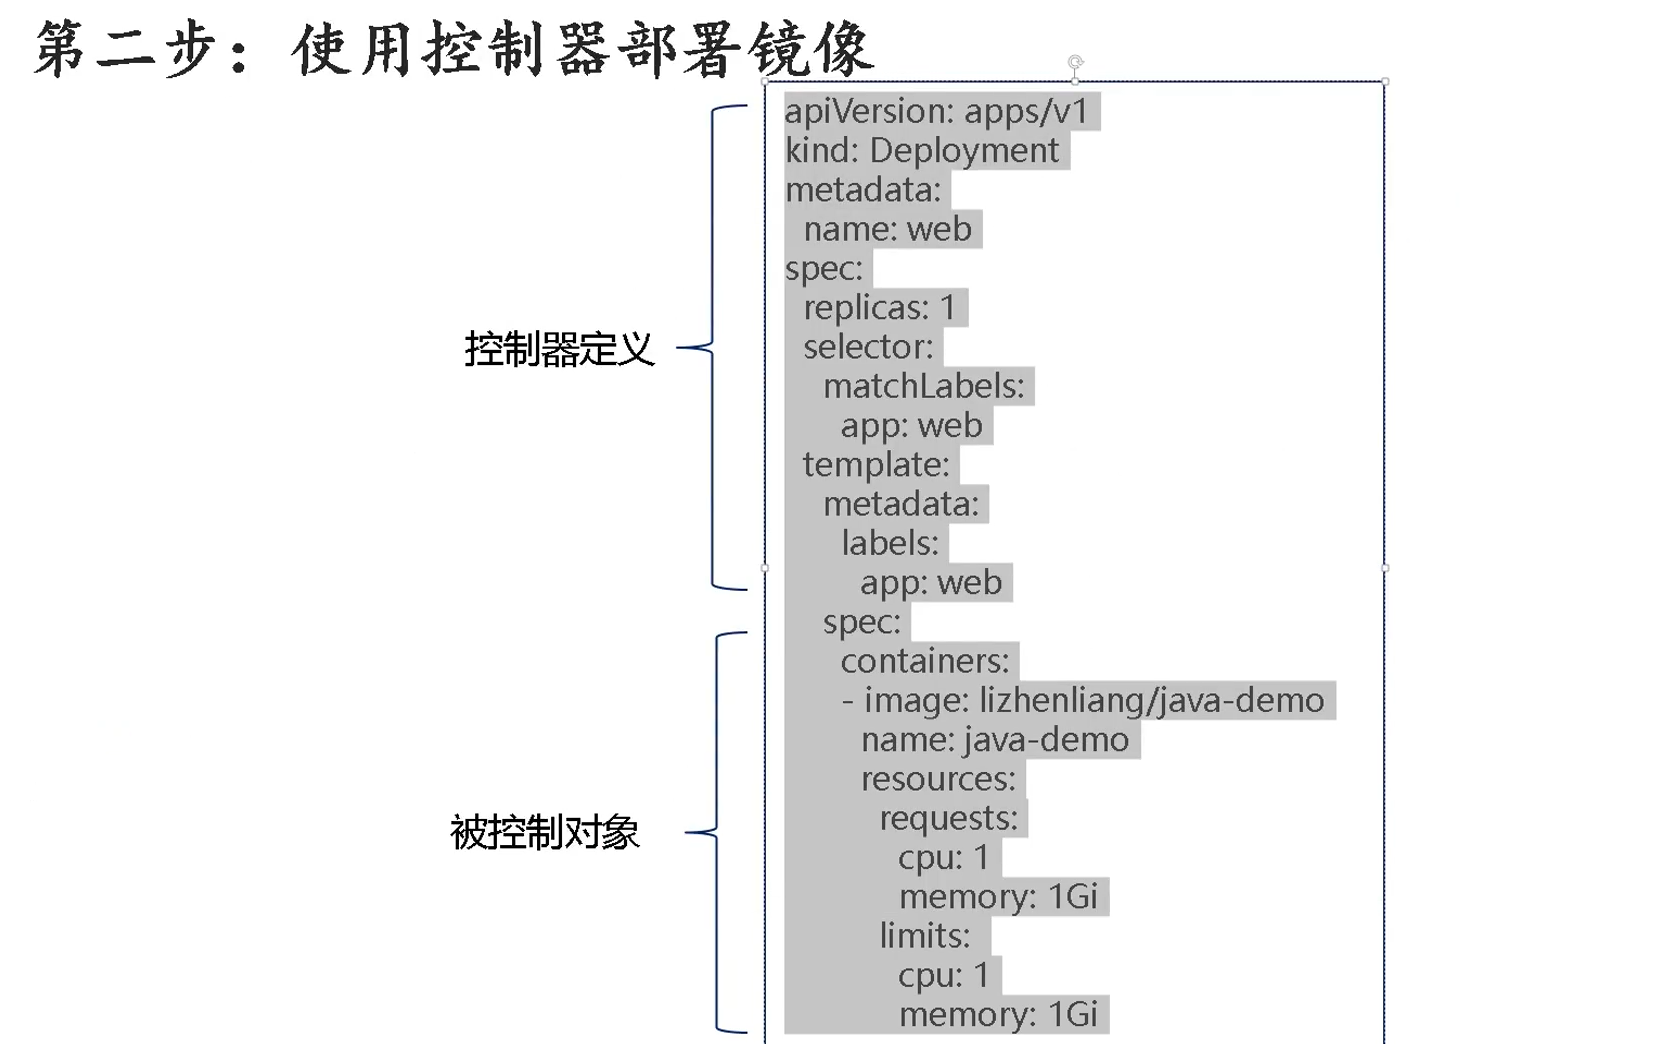 第二步：使用控制器部署镜像
apiVersion: apps/v1
kind: Deployment
metadata:
  name: web
spec:
  replicas: 1
  selector:
    matchLabels:
      app: web
  template:
    metadata:
      labels:
        app: web
    spec:
      containers:
      - image: lizhenliang/java-demo
        name: java-demo
        resources:
          requests:
            cpu: 1
            memory: 1Gi
          limits:
            cpu: 1
            memory: 1Gi
控制器定义
被控制对象